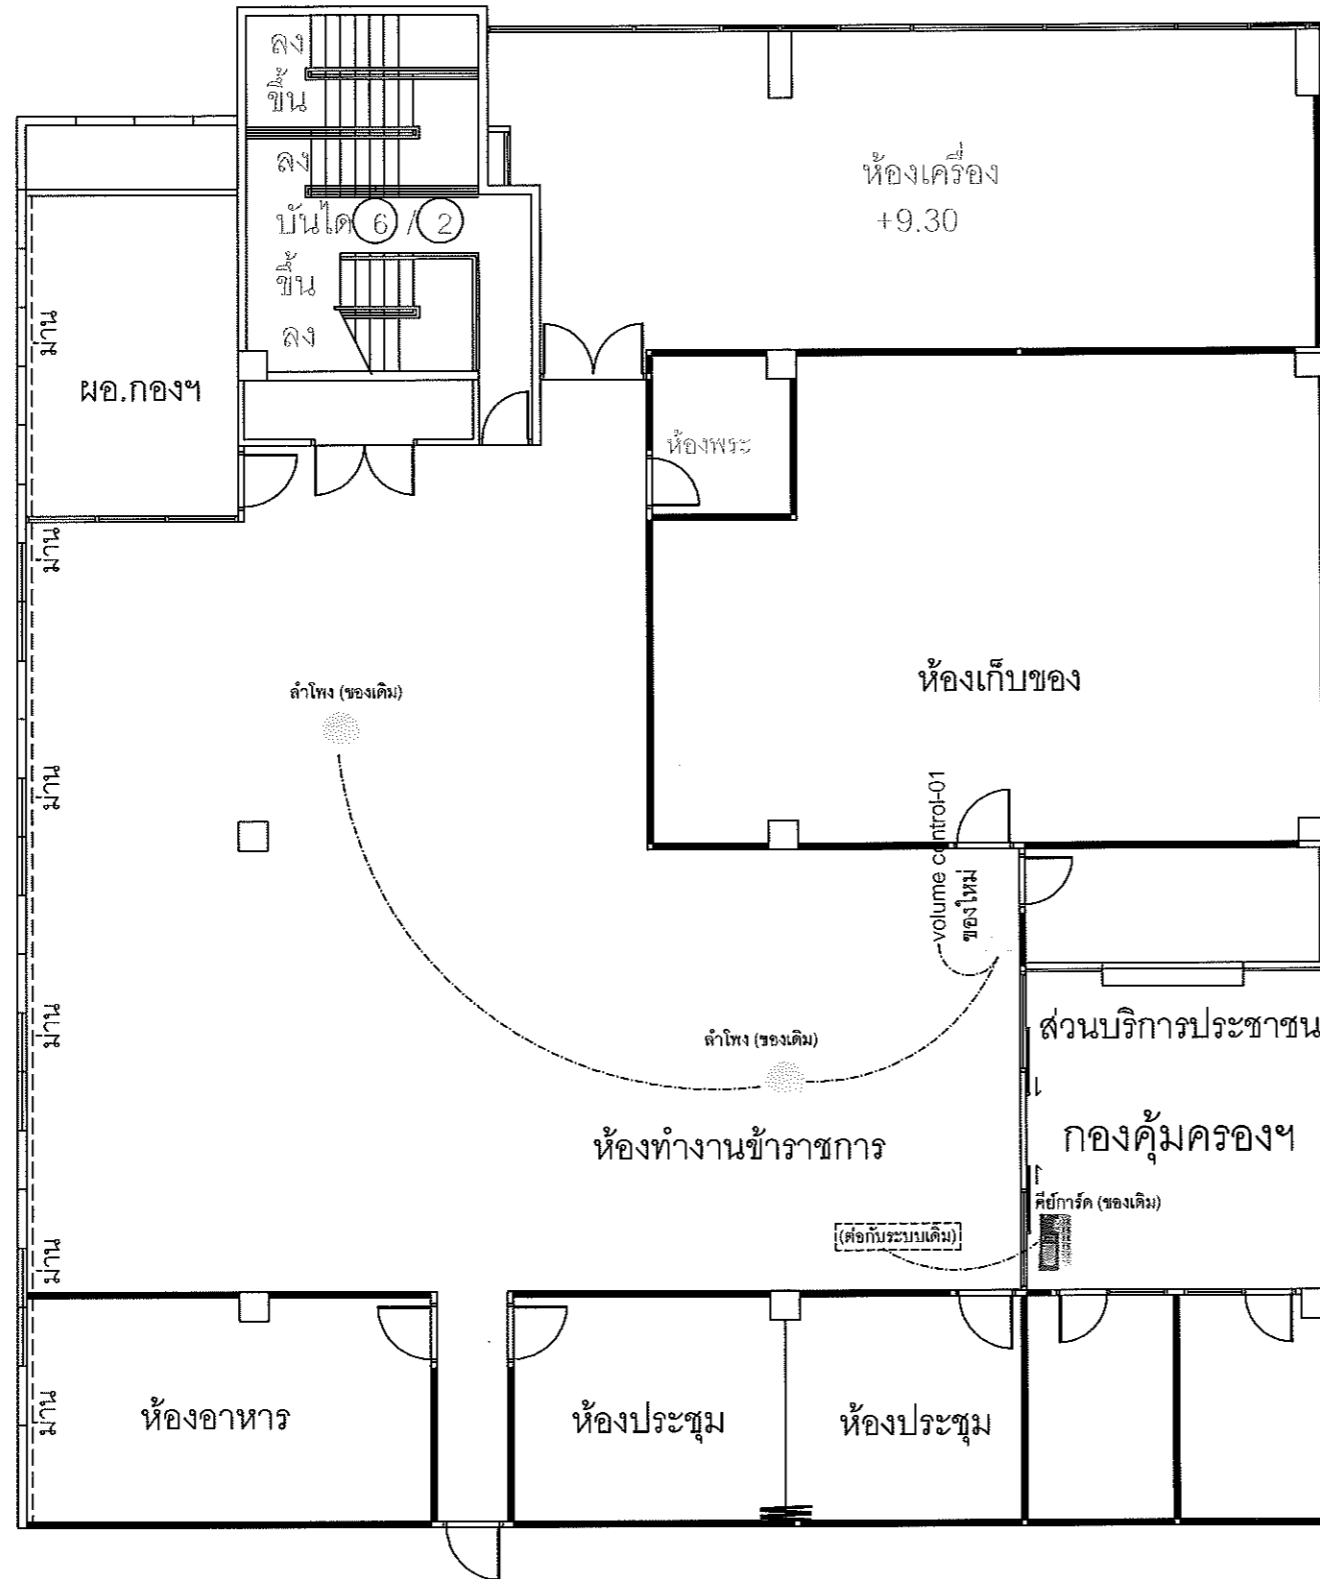 ลง
ขึ้น
ลง
บันได 6 / 2
ขึ้น
ลง
ห้องเครื่อง
+9.30
ม่าน
ผอ.กองฯ
ห้องพระ
ม่าน
ลำโพง (ของเดิม)
ห้องเก็บของ
ม่าน
volume control-01
ของใหม่
ม่าน
ลำโพง (ของเดิม)
ส่วนบริการประชาชน
ห้องทำงานข้าราชการ
กองคุ้มครองฯ
คีย์การ์ด (ของเดิม)
(ต่อกับระบบเดิม)
ม่าน
ม่าน
ห้องอาหาร
ห้องประชุม
ห้องประชุม